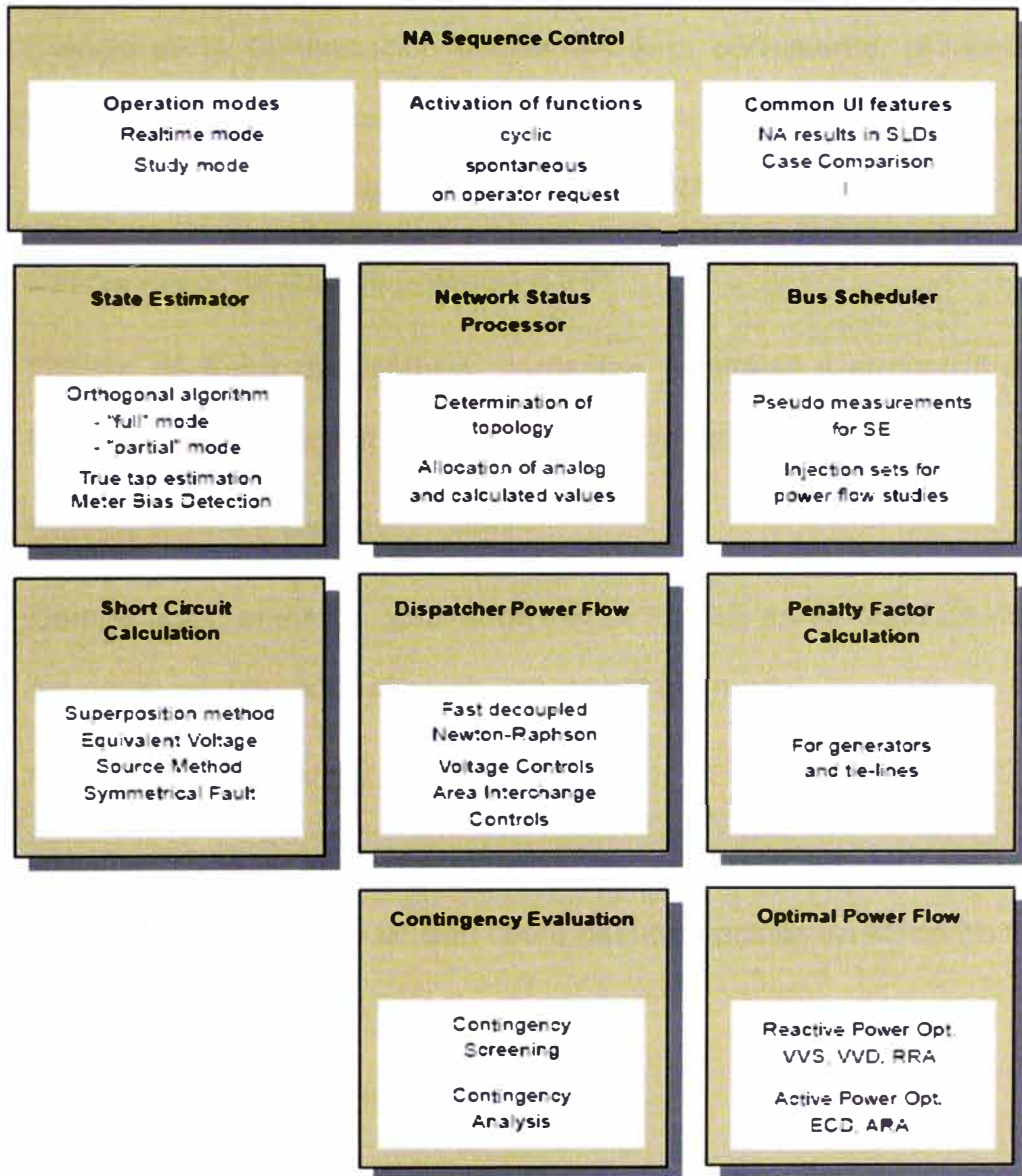 NA Sequence Control
Operation modes
Realtime mode
Study mode
Activation of functions
cyclic
spontaneous
on operator request
Common UI features
NA results in SLDs
Case Comparison
State Estimator
Orthogonal algorithm
- "full" mode
- "partial" mode
True tap estimation
Meter Bias Detection
Network Status
Processor
Determination of
topology
Allocation of analog
and calculated values
Bus Scheduler
Pseudo measurements
for SE
Injection sets for
power flow studies
Short Circuit
Calculation
Superposition method
Equivalent Voltage
Source Method
Symmetrical Fault
Dispatcher Power Flow
Fast decoupled
Newton-Raphson
Voltage Controls
Area Interchange
Controls
Penalty Factor
Calculation
For generators
and tie-lines
Contingency Evaluation
Contingency
Screening
Contingency
Analysis
Optimal Power Flow
Reactive Power Opt.
VVS, VVD, RRA
Active Power Opt.
ECD, ARA